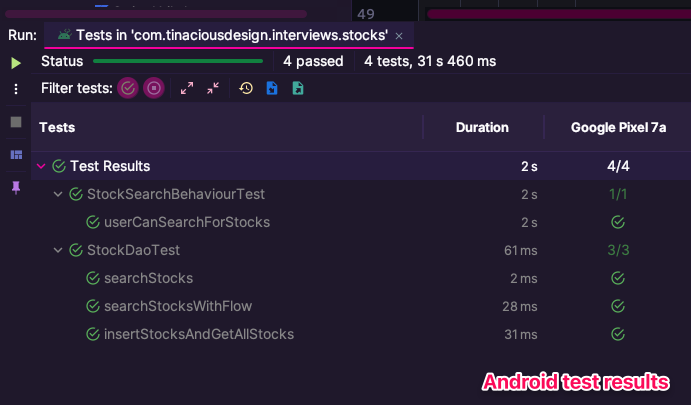 49
Run: Tests in 'com.tinaciousdesign.interviews.stocks' ×
Status 4 passed 4 tests, 31 s 460 ms
Filter tests:
Tests Duration Google Pixel 7a
Test Results 2 s 4/4
StockSearchBehaviourTest 2 s 1/1
userCanSearchForStocks 2 s
StockDaoTest 61 ms 3/3
searchStocks 2 ms
searchStocksWithFlow 28 ms
insertStocksAndGetAllStocks 31 ms
Android test results